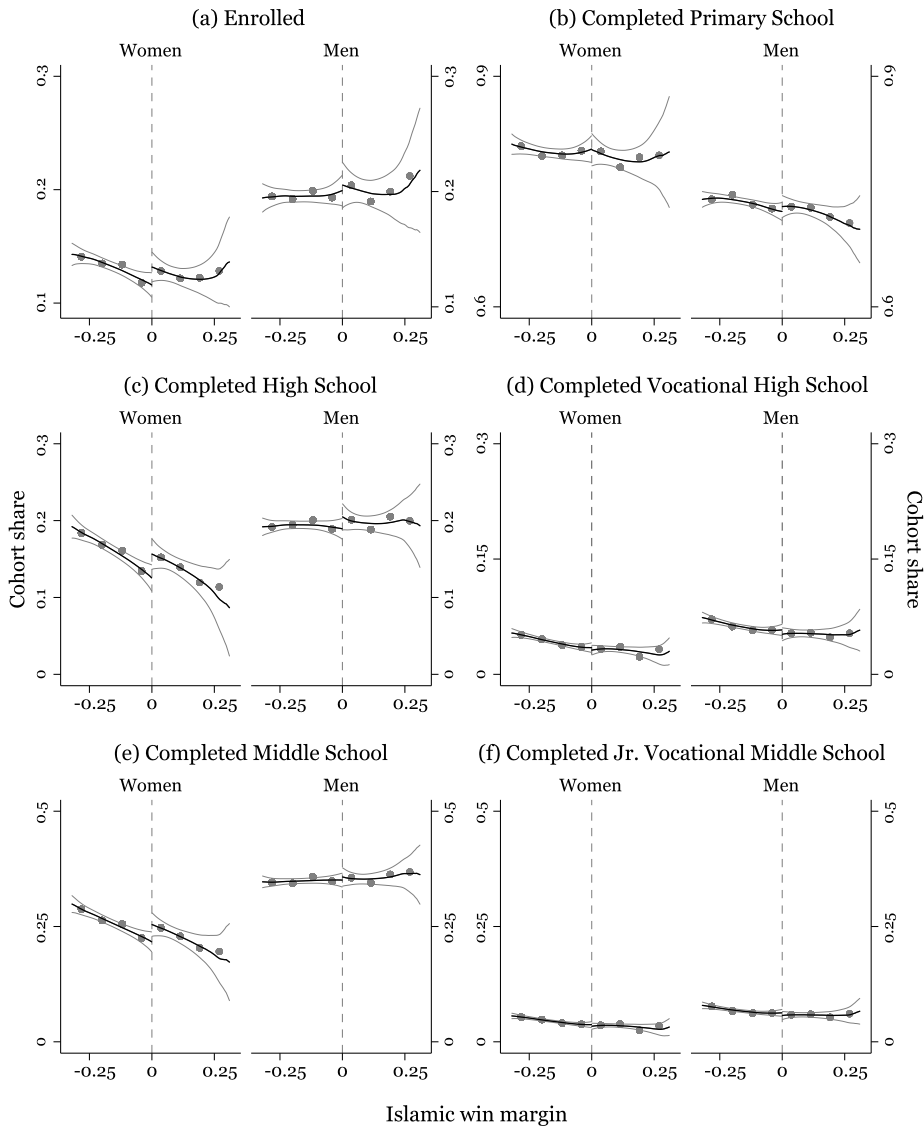 (a) Enrolled
(b) Completed Primary School
Women
Men
Women
Men
0.3
0.2
0.1
0.3
0.2
0.1
0.9
0.6
0.9
0.6
-0.25 0 0.25 -0.25 0 0.25 -0.25 0 0.25 -0.25 0 0.25
(c) Completed High School
(d) Completed Vocational High School
Women
Men
Women
Men
Cohort share
0.3
0.2
0.1
0
0.3
0.2
0.1
0
0.3
0.15
0
0.3
0.15
0
Cohort share
-0.25 0 0.25 -0.25 0 0.25 -0.25 0 0.25 -0.25 0 0.25
(e) Completed Middle School
(f) Completed Jr. Vocational Middle School
Women
Men
Women
Men
0.5
0.25
0
0.5
0.25
0
0.5
0.25
0
0.5
0.25
0
-0.25 0 0.25 -0.25 0 0.25 -0.25 0 0.25 -0.25 0 0.25
Islamic win margin